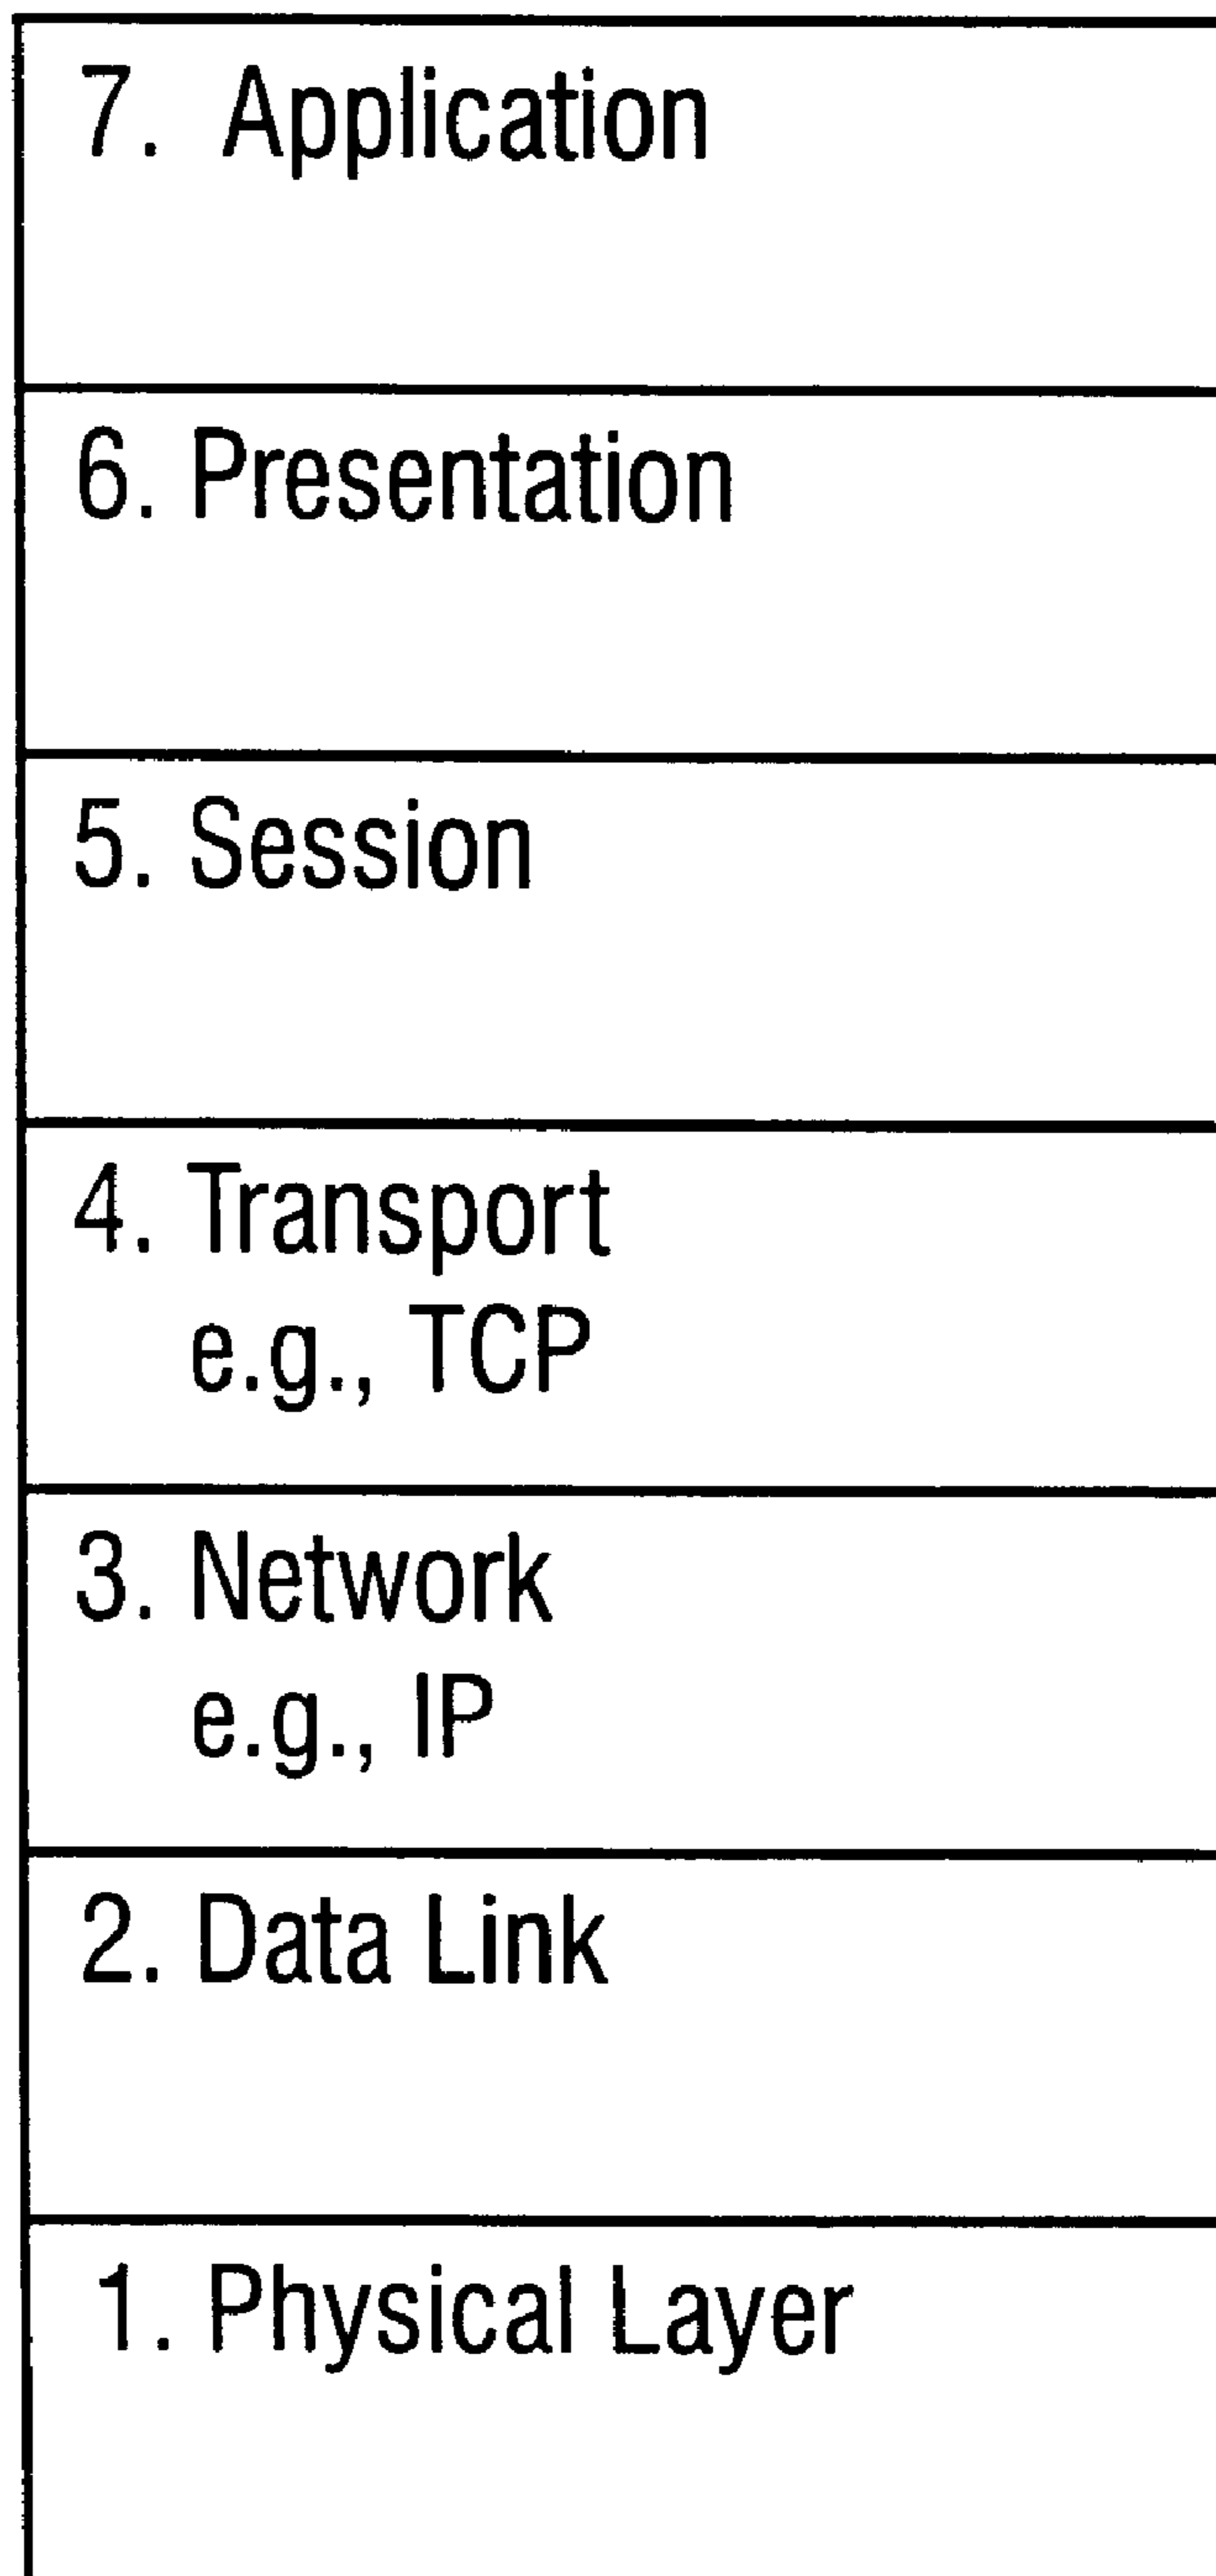 7. Application
6. Presentation
5. Session
4. Transport
e.g., TCP
3. Network
e.g., IP
2. Data Link
1. Physical Layer